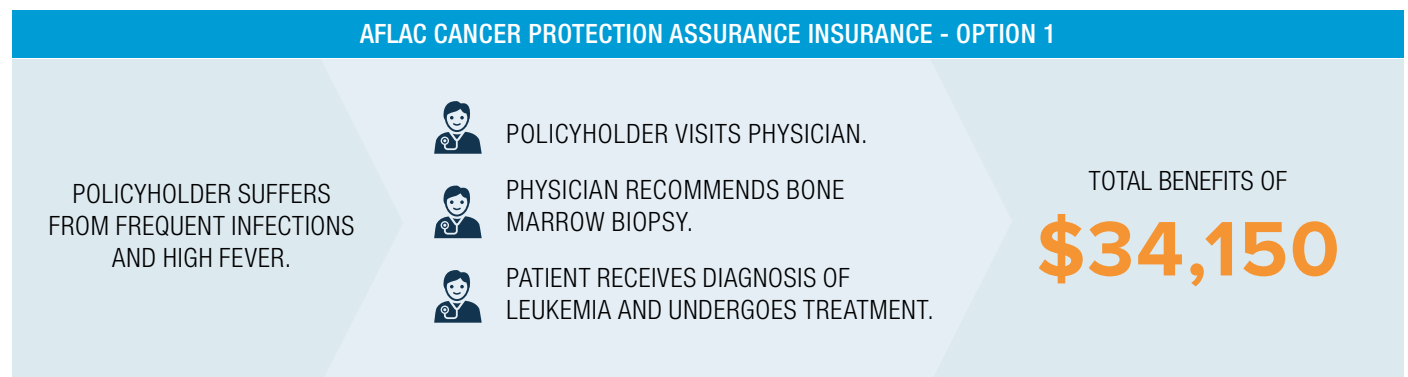 AFLAC CANCER PROTECTION ASSURANCE INSURANCE - OPTION 1
POLICYHOLDER SUFFERS
FROM FREQUENT INFECTIONS
AND HIGH FEVER.
POLICYHOLDER VISITS PHYSICIAN.
PHYSICIAN RECOMMENDS BONE
MARROW BIOPSY.
PATIENT RECEIVES DIAGNOSIS OF
LEUKEMIA AND UNDERGOES TREATMENT.
TOTAL BENEFITS OF
$34,150